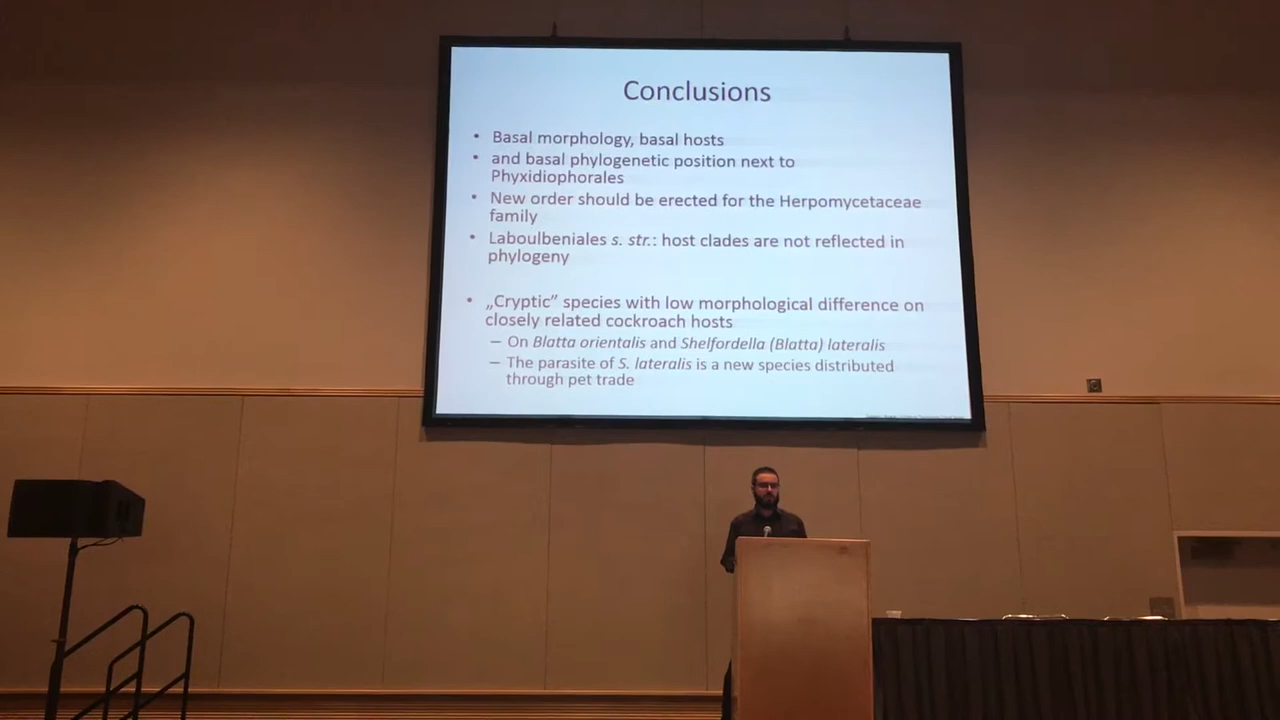 Conclusions
• Basal morphology, basal hosts
• and basal phylogenetic position next to
Phyxidiophorales
• New order should be erected for the Herpomycetaceae
family
• Laboulbeniales s. str.: host clades are not reflected in
phylogeny
• „Cryptic” species with low morphological difference on
closely related cockroach hosts
– On Blatta orientalis and Shelfordella (Blatta) lateralis
– The parasite of S. lateralis is a new species distributed
through pet trade